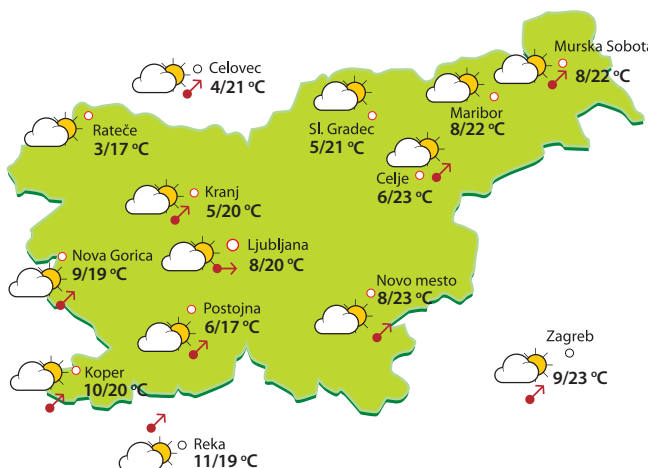 Celovec
4/21 °C
Murska Sobota
8/22 °C
Rateče
3/17 °C
Sl. Gradec
5/21 °C
Maribor
8/22 °C
Celje
6/23 °C
Kranj
5/20 °C
Ljubljana
8/20 °C
Nova Gorica
9/19 °C
Novo mesto
8/23 °C
Postojna
6/17 °C
Zagreb
9/23 °C
Koper
10/20 °C
Reka
11/19 °C